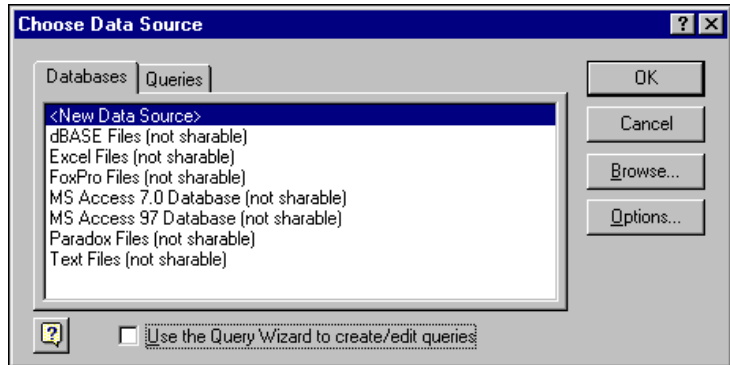 Choose Data Source
Databases
Queries
<New Data Source>
dBASE Files (not sharable)
Excel Files (not sharable)
FoxPro Files (not sharable)
MS Access 7.0 Database (not sharable)
MS Access 97 Database (not sharable)
Paradox Files (not sharable)
Text Files (not sharable)
OK
Cancel
Browse...
Options...
Use the Query Wizard to create/edit queries